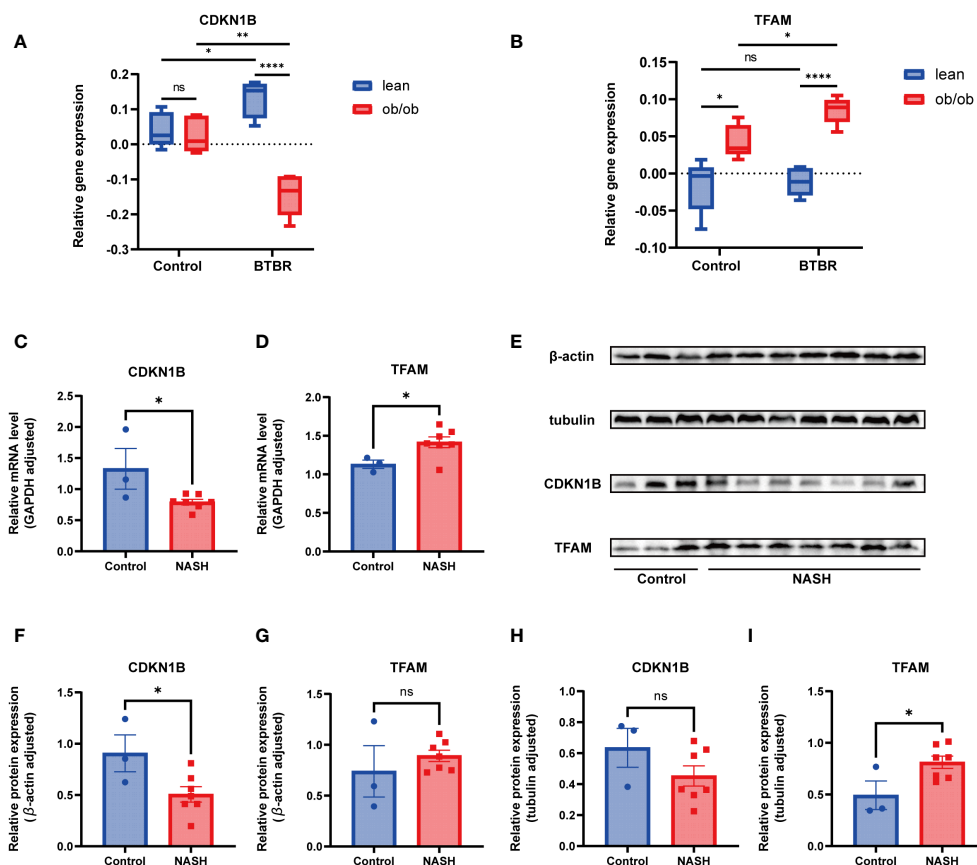 A
CDKN1B
**
*
ns
****
lean
ob/ob
Relative gene expression
0.2
0.1
0.0
-0.1
-0.2
-0.3
Control
BTBR
B
TFAM
*
ns
*
****
lean
ob/ob
Relative gene expression
0.10
0.05
0.00
-0.05
-0.10
Control
BTBR
C
CDKN1B
*
Relative mRNA level
(GAPDH adjusted)
2.5
2.0
1.5
1.0
0.5
0.0
Control
NASH
D
TFAM
*
Relative mRNA level
(GAPDH adjusted)
2.0
1.5
1.0
0.5
0.0
Control
NASH
E
β-actin
tubulin
CDKN1B
TFAM
Control
NASH
F
CDKN1B
*
Relative protein expression
(β-actin adjusted)
1.5
1.0
0.5
0.0
Control
NASH
G
TFAM
ns
Relative protein expression
(β-actin adjusted)
1.5
1.0
0.5
0.0
Control
NASH
H
CDKN1B
ns
Relative protein expression
(tubulin adjusted)
1.0
0.8
0.6
0.4
0.2
0.0
Control
NASH
I
TFAM
*
Relative protein expression
(tubulin adjusted)
1.5
1.0
0.5
0.0
Control
NASH